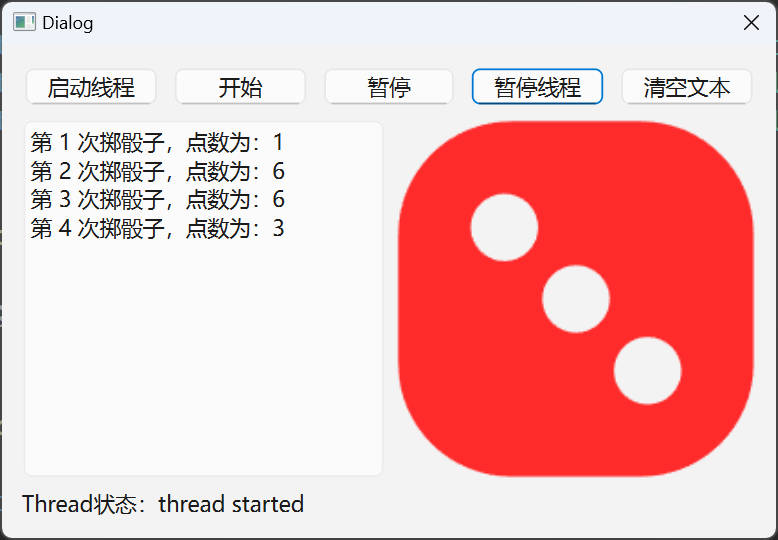 Dialog
启动线程 开始 暂停 暂停线程 清空文本
第 1 次掷骰子，点数为：1
第 2 次掷骰子，点数为：6
第 3 次掷骰子，点数为：6
第 4 次掷骰子，点数为：3
Thread状态：thread started